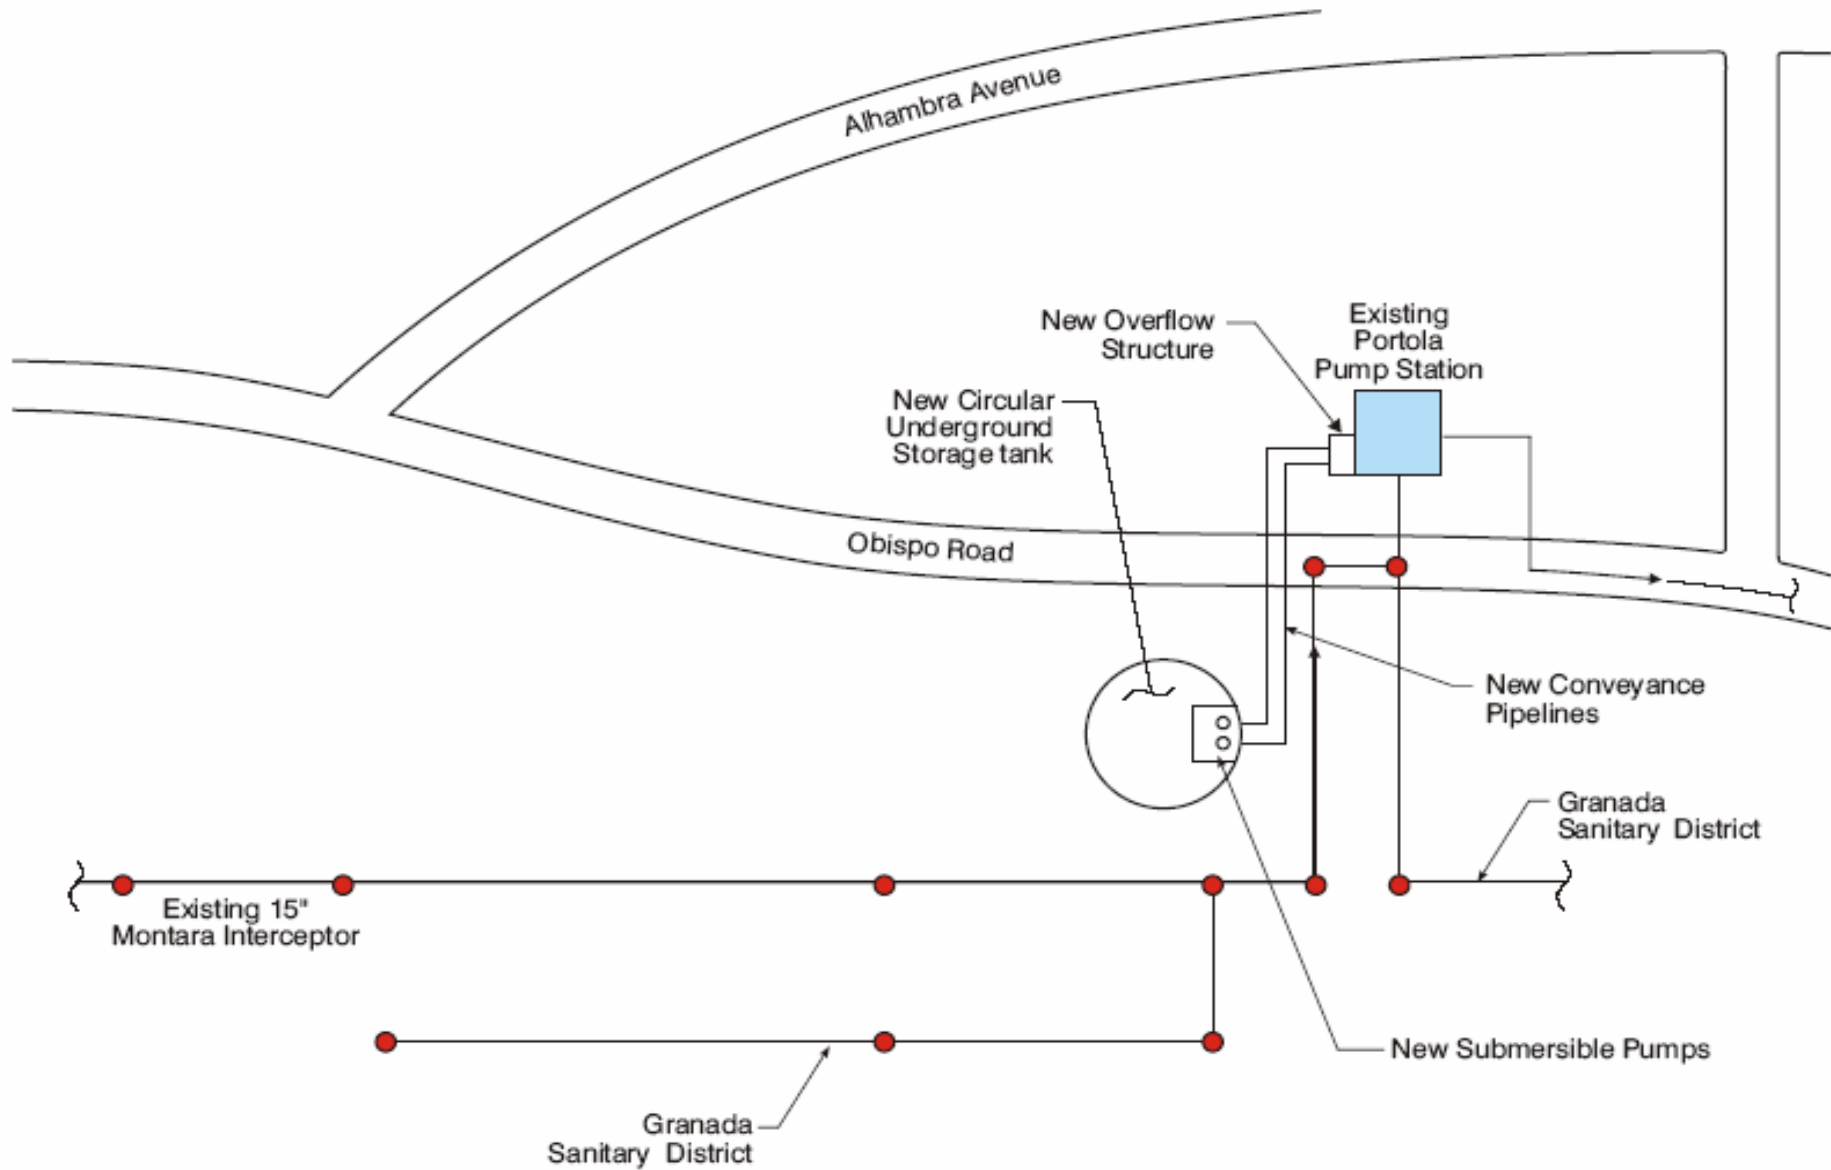 Alhambra Avenue
New Overflow
Structure
Existing
Portola
Pump Station
New Circular
Underground
Storage tank
Obispo Road
New Conveyance
Pipelines
Granada
Sanitary District
Existing 15"
Montara Interceptor
New Submersible Pumps
Granada
Sanitary District